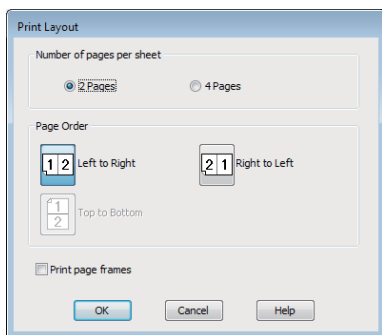 Print Layout
Number of pages per sheet
2 Pages 4 Pages
Page Order
1 2 Left to Right 2 1 Right to Left
1
2 Top to Bottom
Print page frames
OK Cancel Help